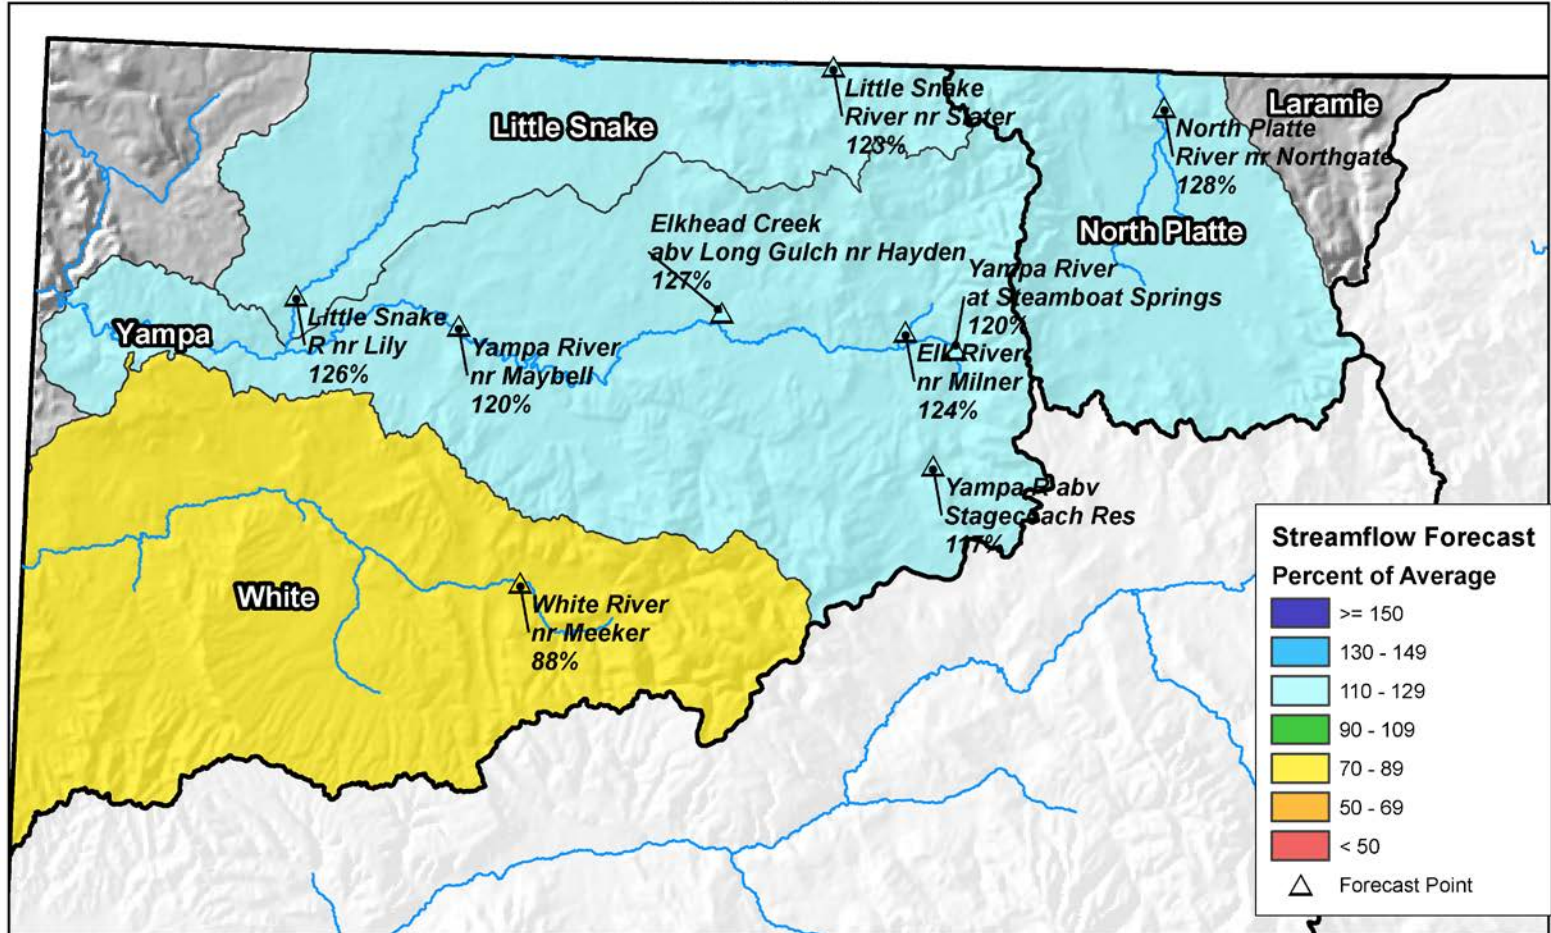 Little Snake
River nr Slater
123%
Laramie
Little Snake
North Platte
River nr Northgate
128%
Elkhead Creek
abv Long Gulch nr Hayden
127%
North Platte
Yampa River
at Steamboat Springs
120%
Yampa
Little Snake
R nr Lily
126%
Yampa River
nr Maybell
120%
Elk River
nr Milner
124%
Yampa R abv
Stagecoach Res
117%
White
White River
nr Meeker
88%
Streamflow Forecast
Percent of Average
>= 150
130 - 149
110 - 129
90 - 109
70 - 89
50 - 69
< 50
Forecast Point